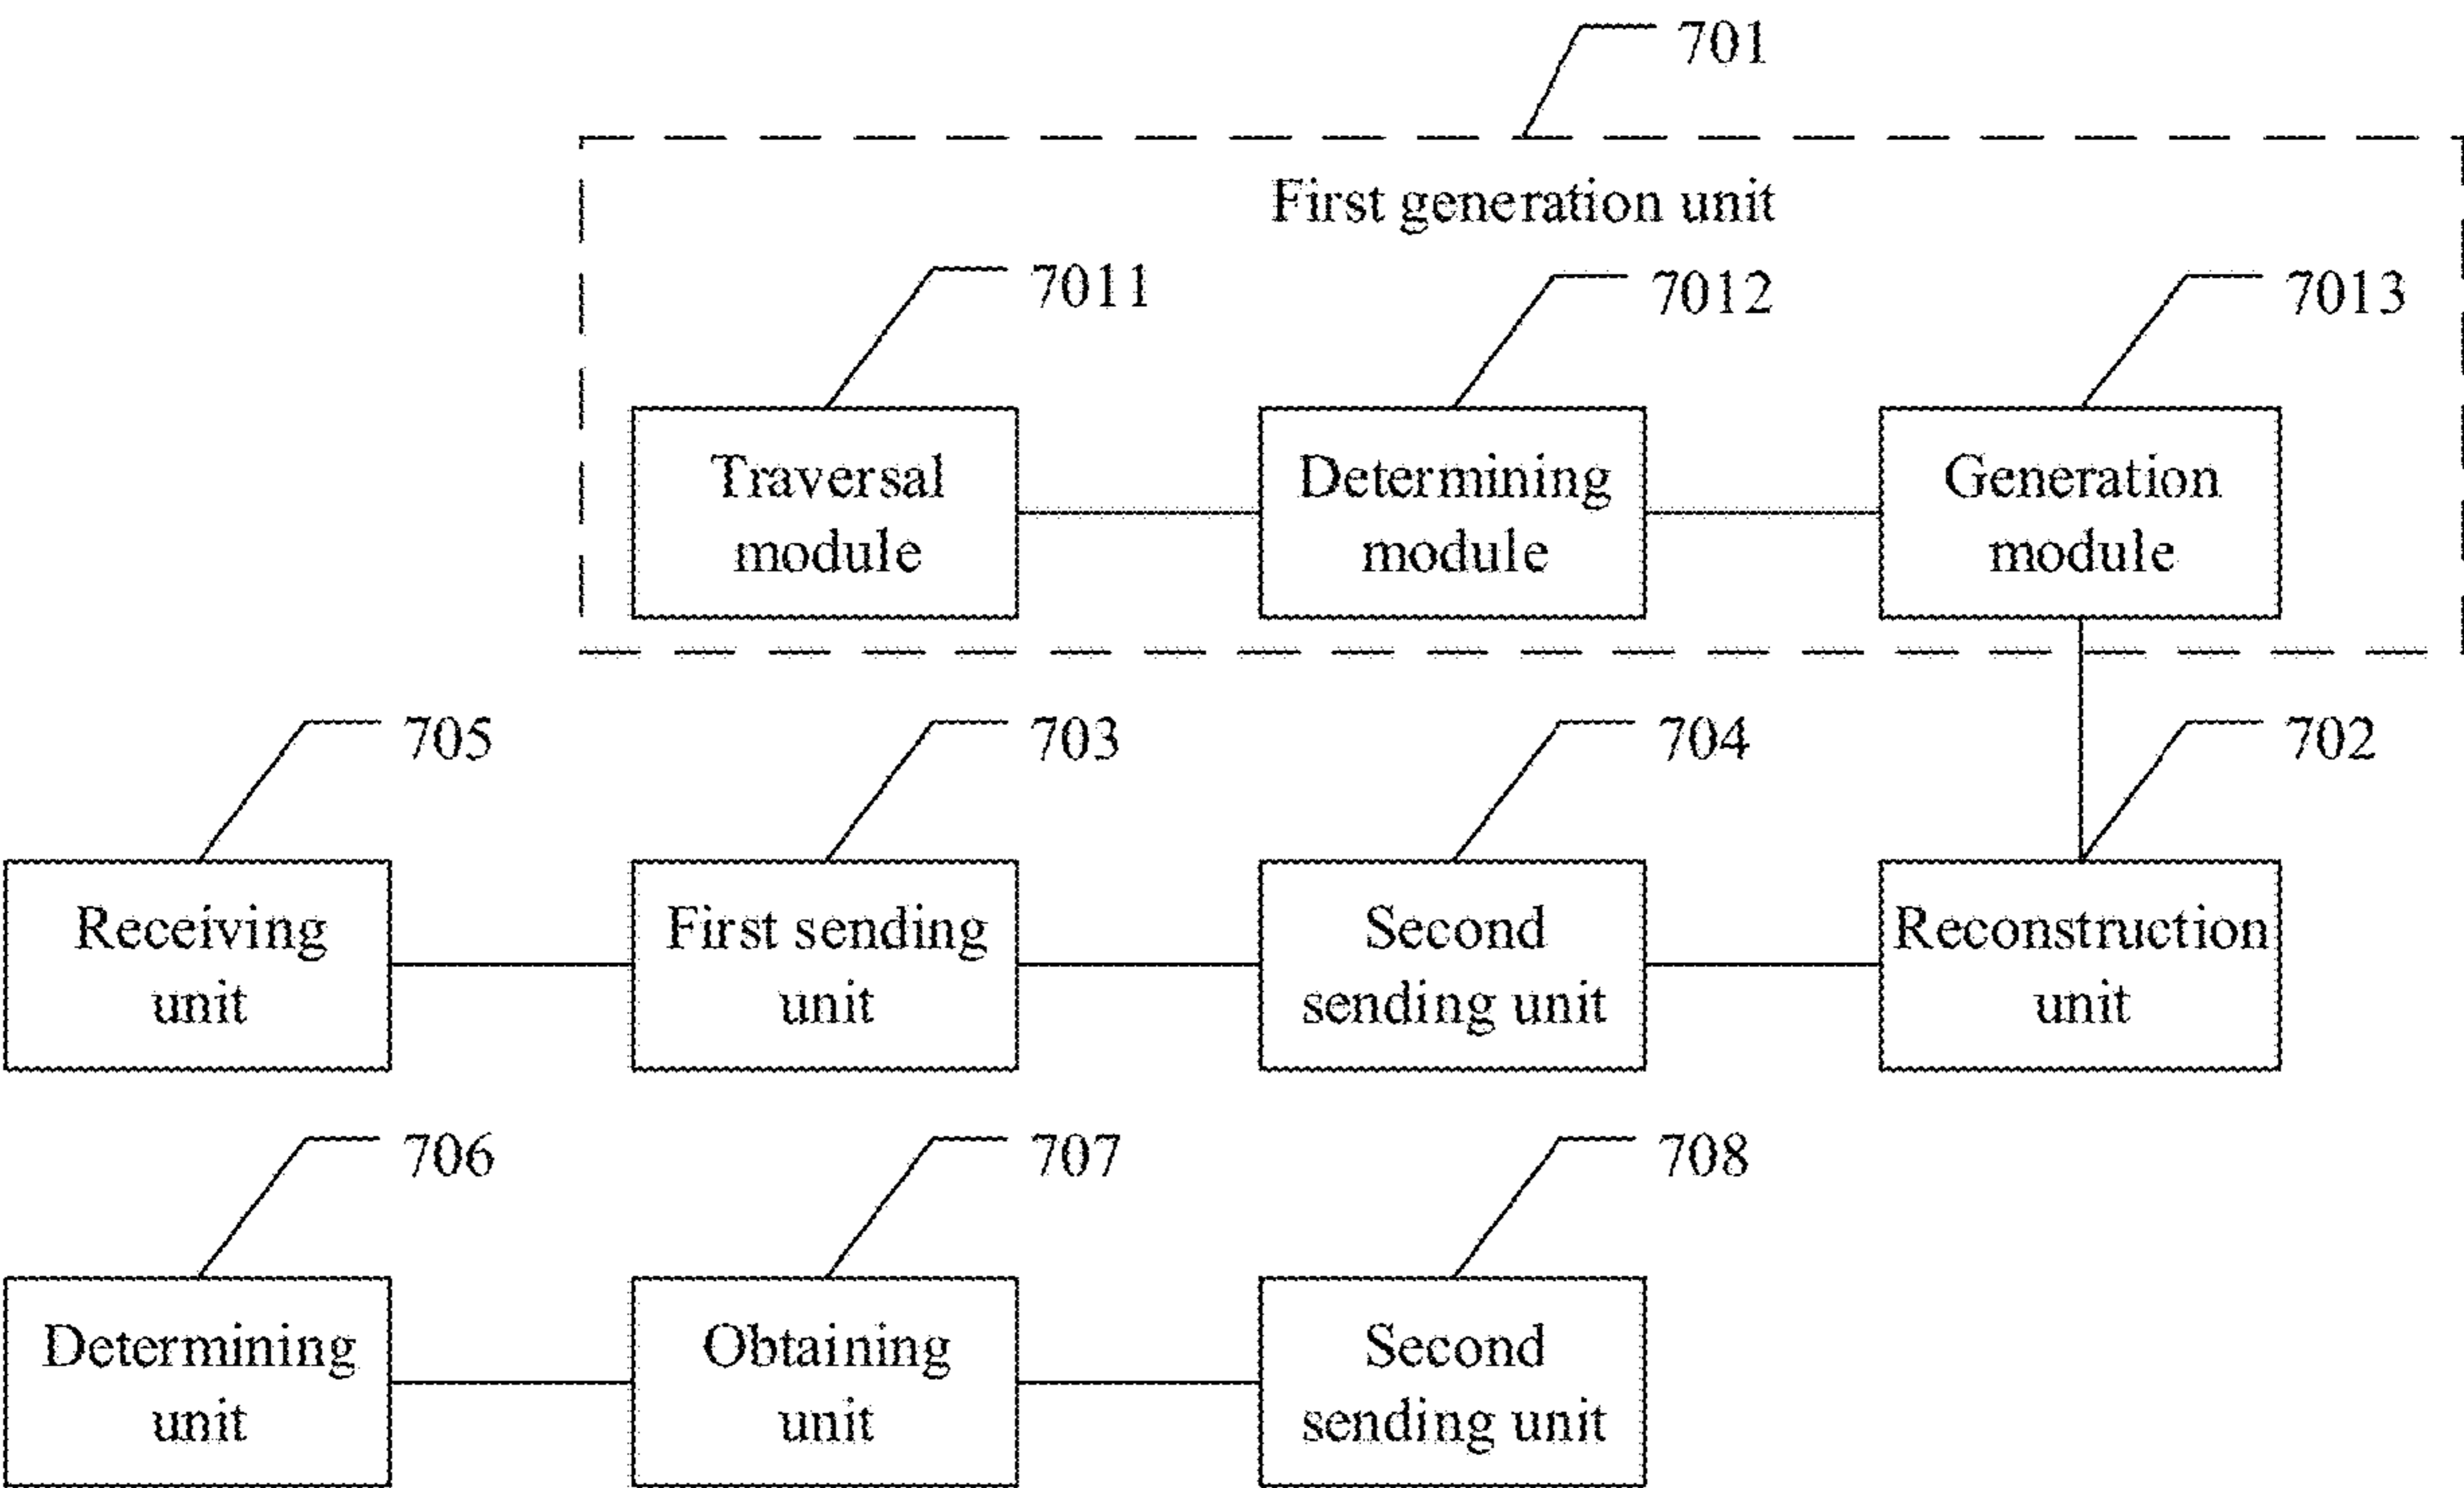 701
First generation unit
7011
7012
7013
Traversal
module
Determining
module
Generation
module
705
703
704
702
Receiving
unit
First sending
unit
Second
sending unit
Reconstruction
unit
706
707
708
Determining
unit
Obtaining
unit
Second
sending unit